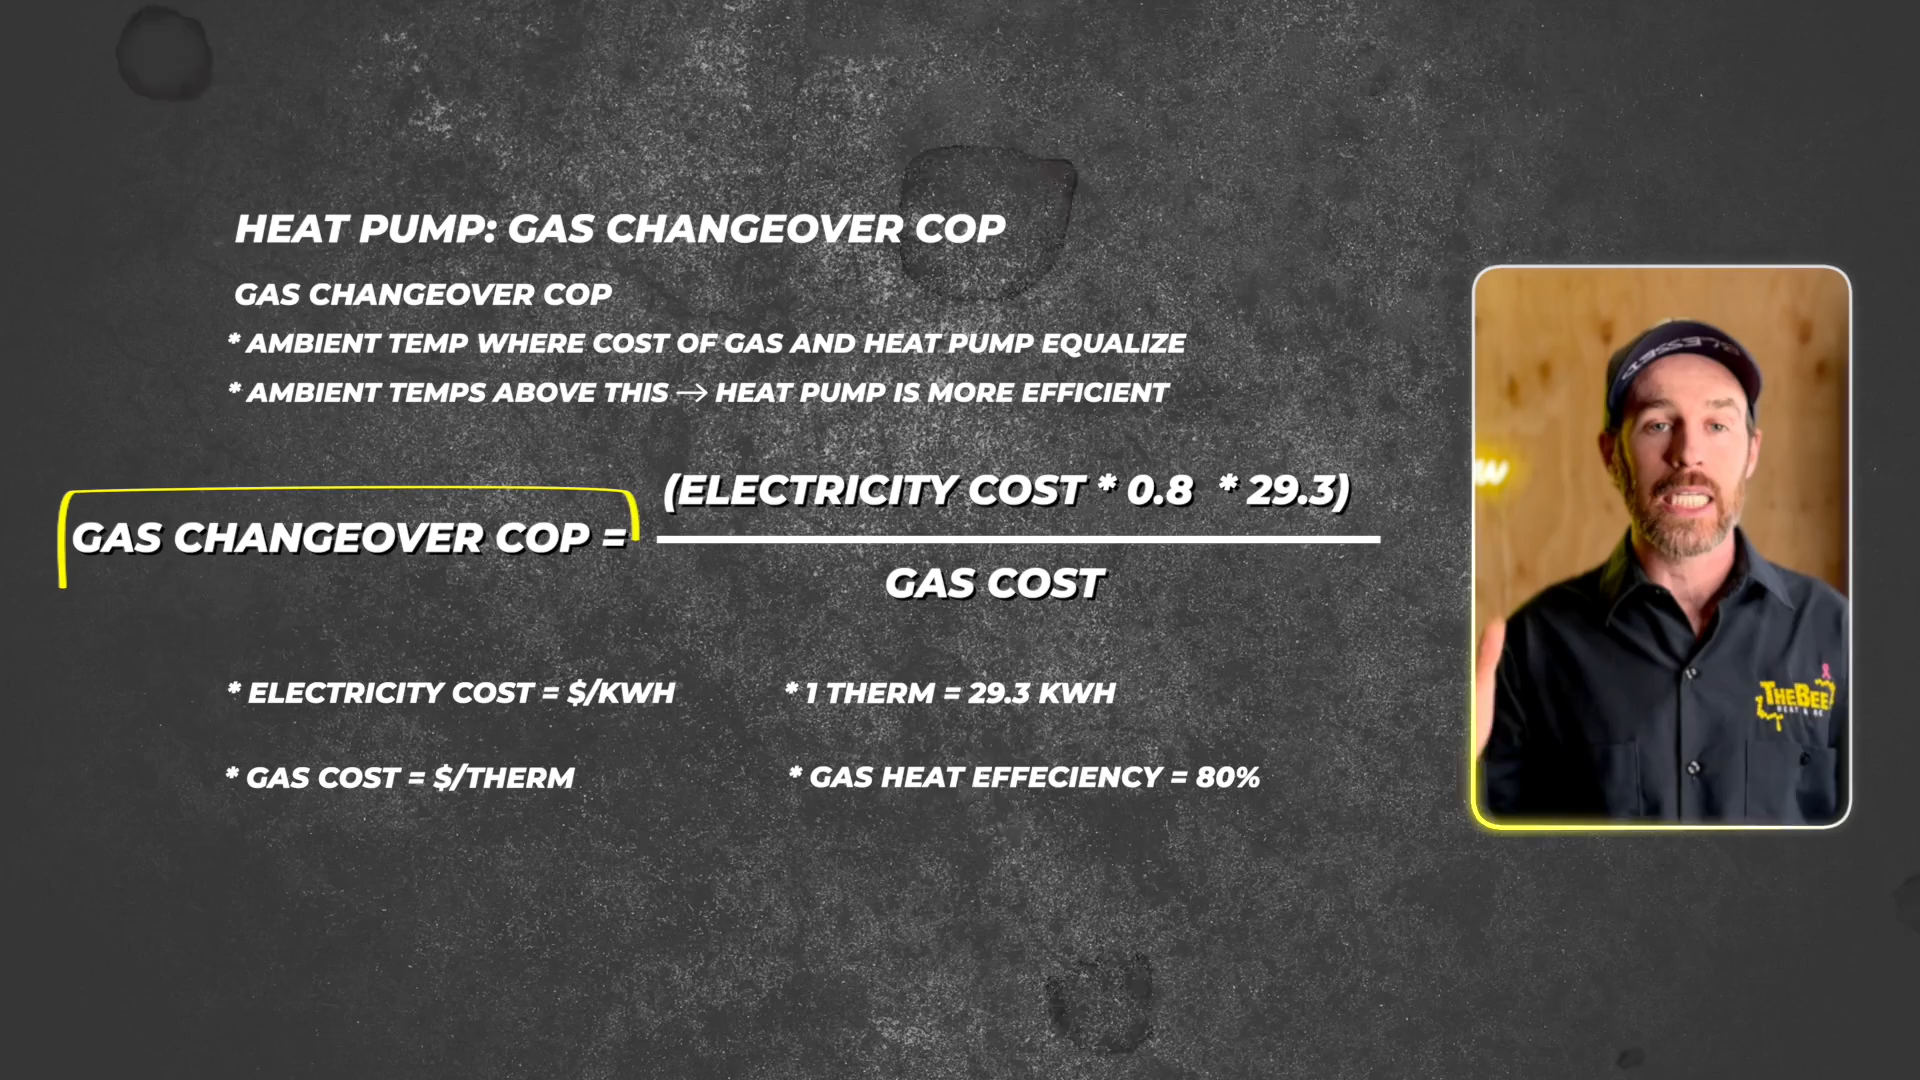 HEAT PUMP: GAS CHANGEOVER COP
GAS CHANGEOVER COP
* AMBIENT TEMP WHERE COST OF GAS AND HEAT PUMP EQUALIZE
* AMBIENT TEMPS ABOVE THIS → HEAT PUMP IS MORE EFFICIENT
(ELECTRICITY COST * 0.8 * 29.3)
GAS CHANGEOVER COP =
GAS COST
* ELECTRICITY COST = $/KWH
* 1 THERM = 29.3 KWH
* GAS COST = $/THERM
* GAS HEAT EFFECIENCY = 80%
BLESSED
THEBEE